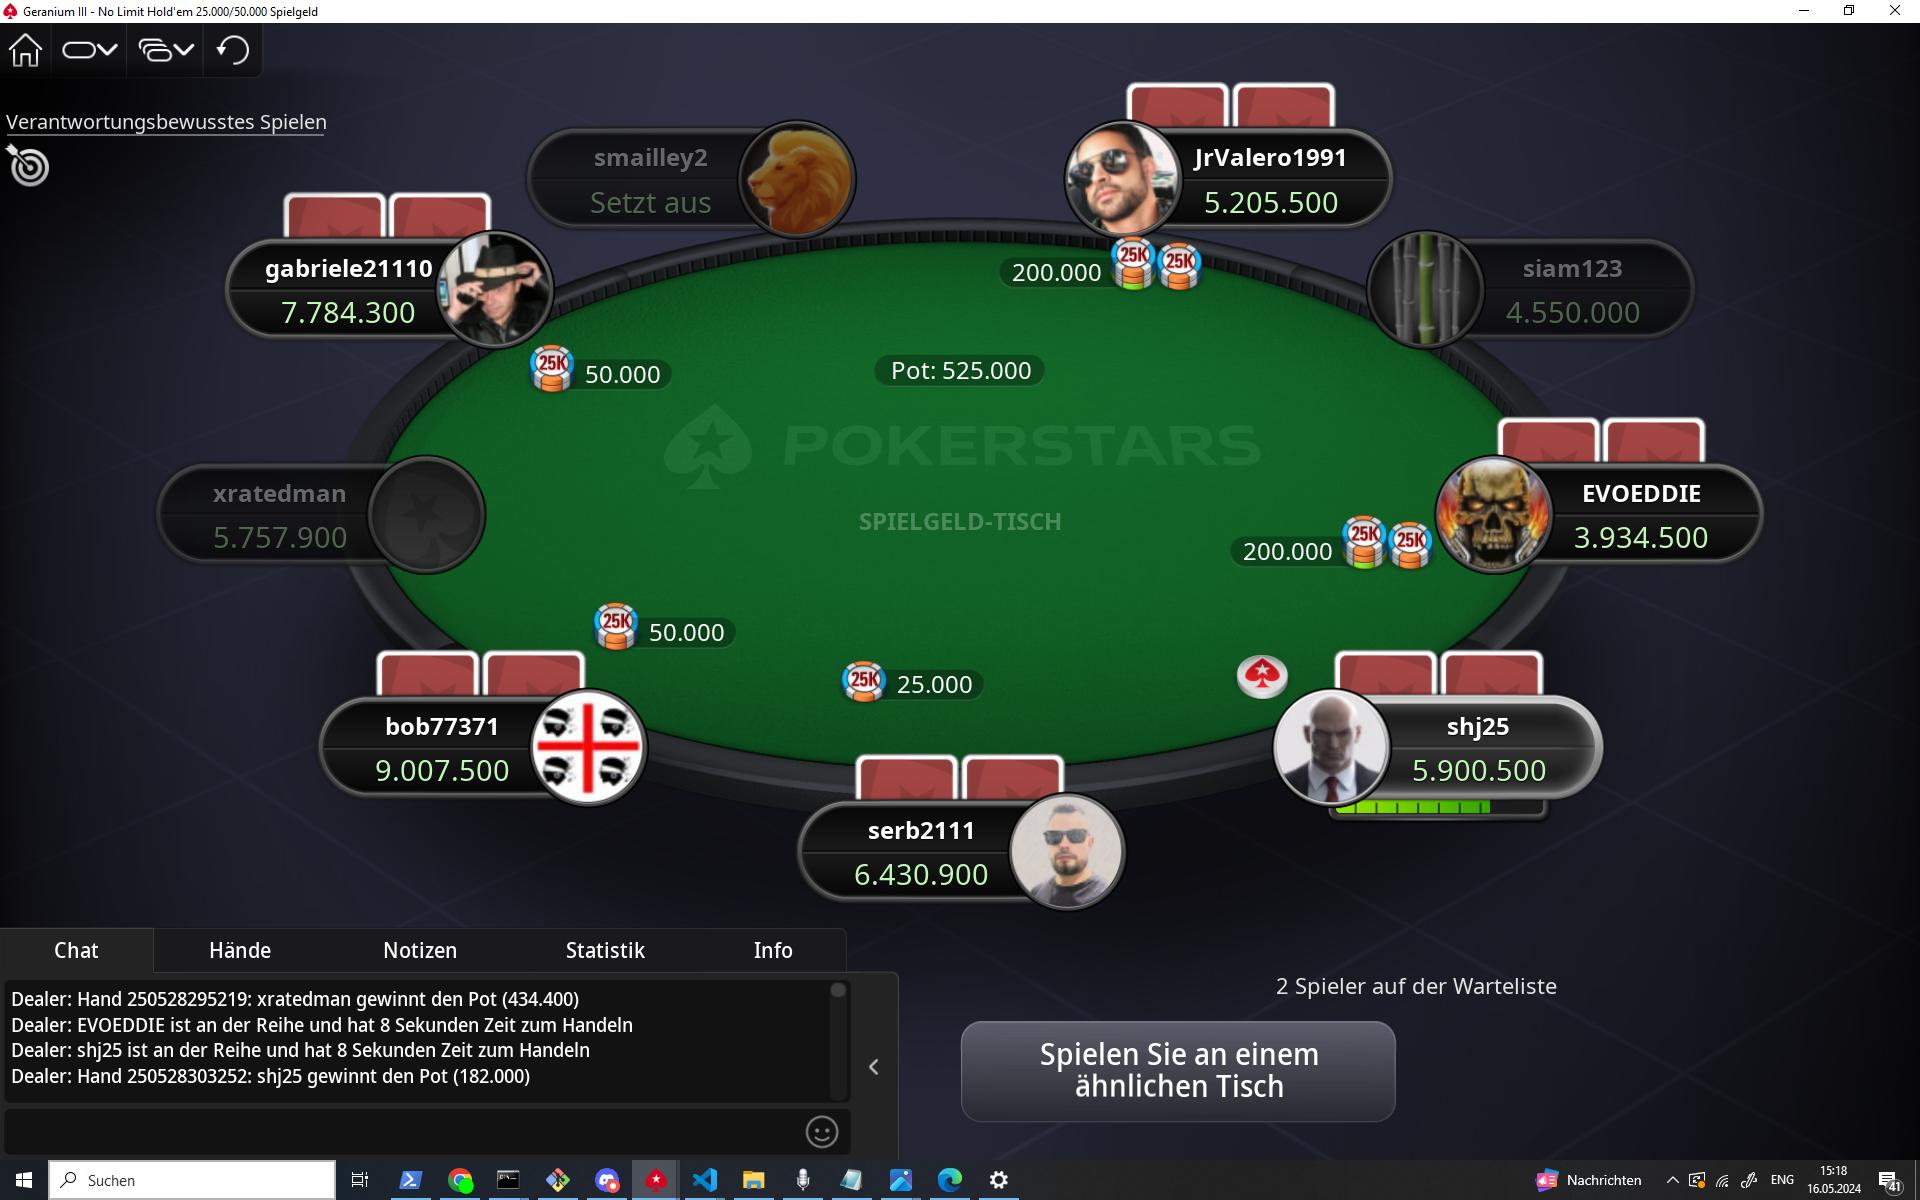 Geranium III - No Limit Hold'em 25.000/50.000 Spielgeld
Verantwortungsbewusstes Spielen
smailley2
Setzt aus
JrValero1991
5.205.500
gabriele21110
7.784.300
siam123
4.550.000
200.000
25K
25K
25K
50.000
Pot: 525.000
POKERSTARS
SPIELGELD-TISCH
xratedman
5.757.900
EVOEDDIE
3.934.500
200.000
25K
25K
25K
50.000
25K
25.000
bob77371
9.007.500
shj25
5.900.500
serb2111
6.430.900
Chat
Hände
Notizen
Statistik
Info
Dealer: Hand 250528295219: xratedman gewinnt den Pot (434.400)
Dealer: EVOEDDIE ist an der Reihe und hat 8 Sekunden Zeit zum Handeln
Dealer: shj25 ist an der Reihe und hat 8 Sekunden Zeit zum Handeln
Dealer: Hand 250528303252: shj25 gewinnt den Pot (182.000)
2 Spieler auf der Warteliste
Spielen Sie an einem
ähnlichen Tisch
Suchen
Nachrichten
ENG
15:18
16.05.2024
41